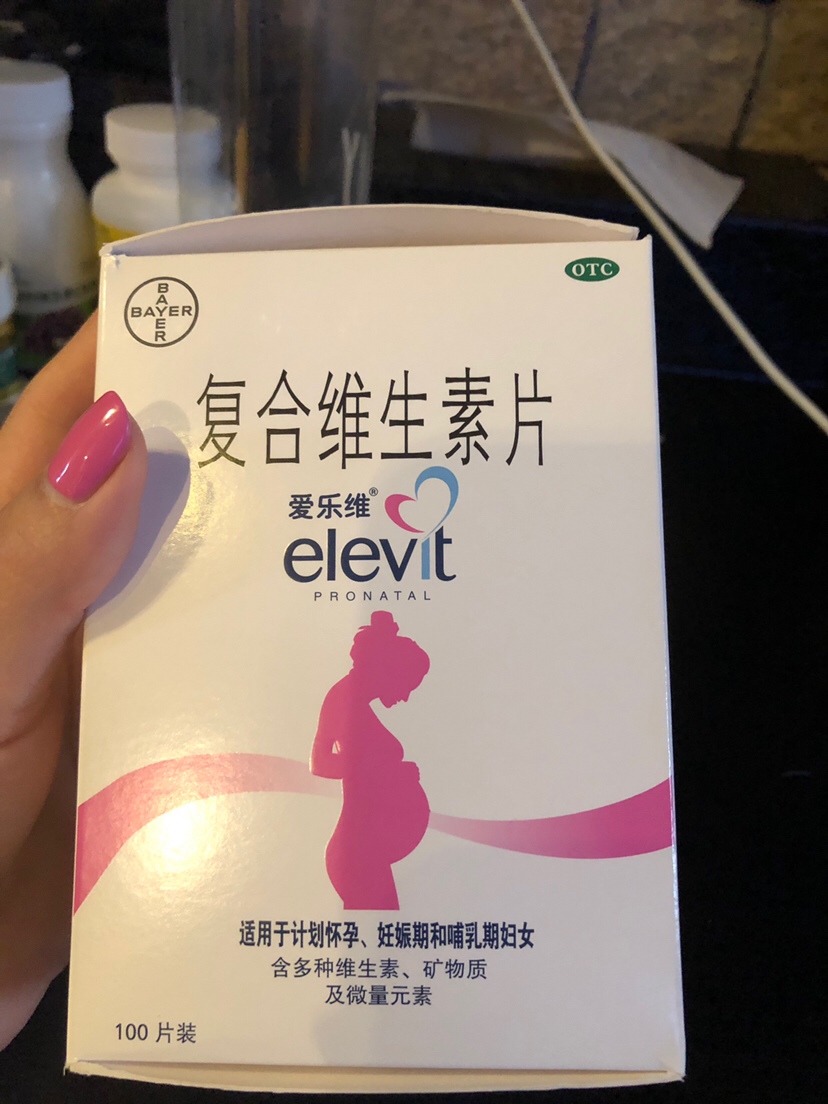 BAYER
BAYER
OTC
复合维生素片
爱乐维®
elevit
PRONATAL
适用于计划怀孕、妊娠期和哺乳期妇女
含多种维生素、矿物质
及微量元素
100 片装